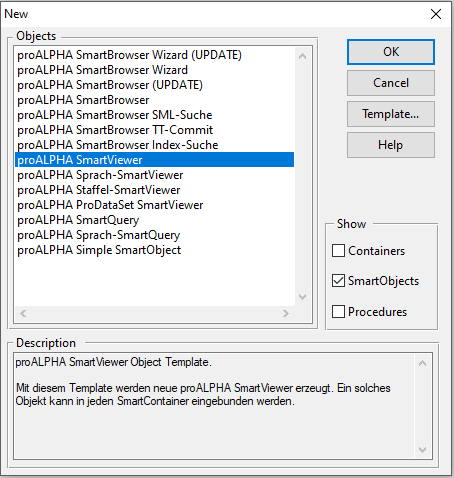 New
Objects
proALPHA SmartBrowser Wizard (UPDATE)
proALPHA SmartBrowser Wizard
proALPHA SmartBrowser (UPDATE)
proALPHA SmartBrowser
proALPHA SmartBrowser SML-Suche
proALPHA SmartBrowser TT-Commit
proALPHA SmartBrowser Index-Suche
proALPHA SmartViewer
proALPHA Sprach-SmartViewer
proALPHA Staffel-SmartViewer
proALPHA ProDataSet SmartViewer
proALPHA SmartQuery
proALPHA Sprach-SmartQuery
proALPHA Simple SmartObject
OK
Cancel
Template...
Help
Show
Containers
SmartObjects
Procedures
Description
proALPHA SmartViewer Object Template.
Mit diesem Template werden neue proALPHA SmartViewer erzeugt. Ein solches
Objekt kann in jeden SmartContainer eingebunden werden.